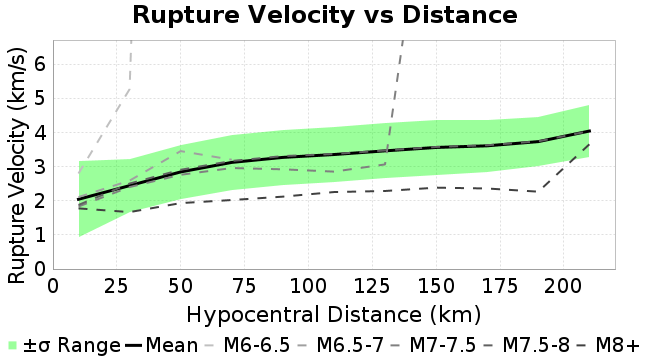 Rupture Velocity vs Distance
Rupture Velocity (km/s)
6
5
4
3
2
1
0
0 25 50 75 100 125 150 175 200
Hypocentral Distance (km)
±σ Range Mean M6-6.5 M6.5-7 M7-7.5 M7.5-8 M8+